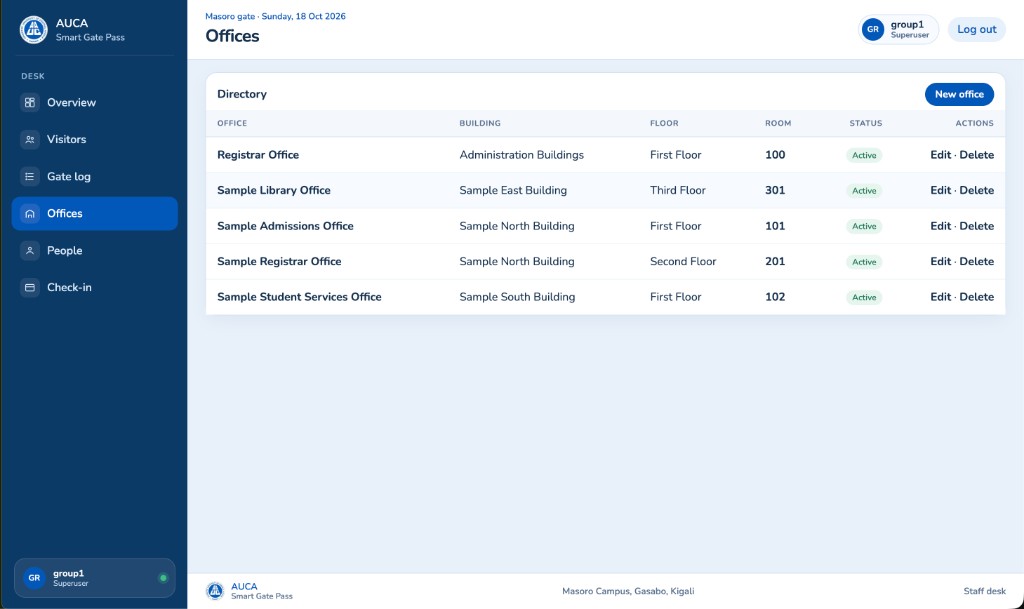 AUCA
Smart Gate Pass
DESK
Overview
Visitors
Gate log
Offices
People
Check-in
GR
group1
Superuser
Masoro gate · Sunday, 18 Oct 2026
Offices
GR
group1
Superuser
Log out
Directory
New office
OFFICE BUILDING FLOOR ROOM STATUS ACTIONS
Registrar Office Administration Buildings First Floor 100 Active Edit · Delete
Sample Library Office Sample East Building Third Floor 301 Active Edit · Delete
Sample Admissions Office Sample North Building First Floor 101 Active Edit · Delete
Sample Registrar Office Sample North Building Second Floor 201 Active Edit · Delete
Sample Student Services Office Sample South Building First Floor 102 Active Edit · Delete
AUCA
Smart Gate Pass
Masoro Campus, Gasabo, Kigali
Staff desk